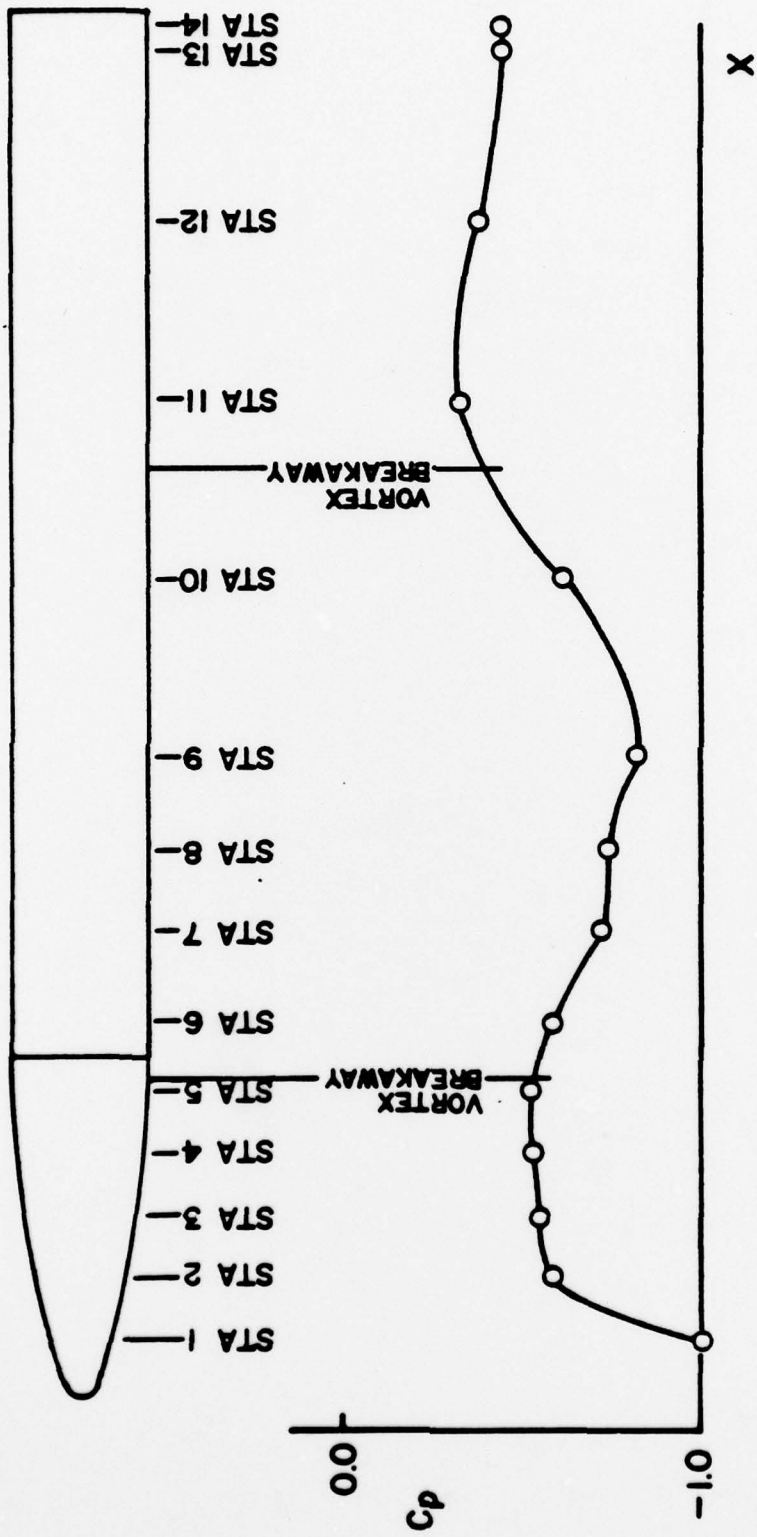 STA 1
STA 2
STA 3
STA 4
STA 5
STA 6
STA 7
STA 8
STA 9
STA 10
STA 11
STA 12
STA 13
STA 14
VORTEX
BREAKAWAY
VORTEX
BREAKAWAY
0.0
Cp
-1.0
X